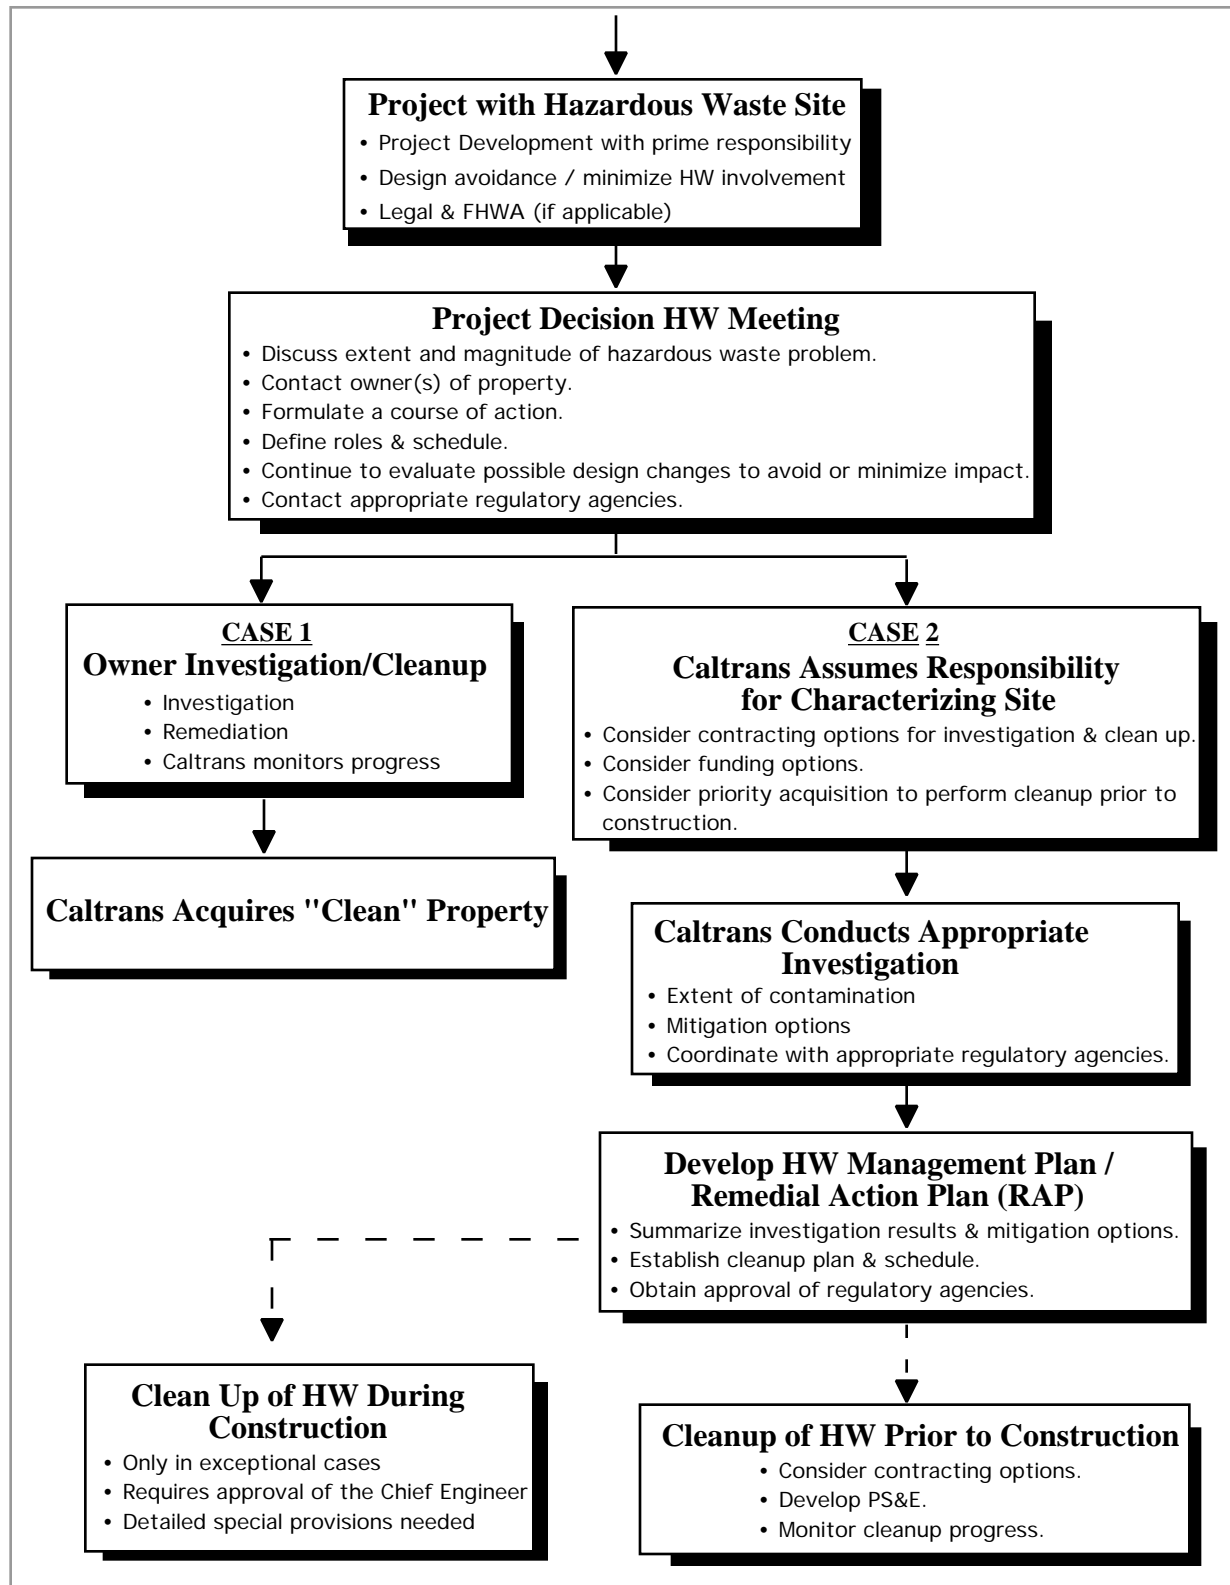 Project with Hazardous Waste Site
• Project Development with prime responsibility
• Design avoidance / minimize HW involvement
• Legal & FHWA (if applicable)
Project Decision HW Meeting
• Discuss extent and magnitude of hazardous waste problem.
• Contact owner(s) of property.
• Formulate a course of action.
• Define roles & schedule.
• Continue to evaluate possible design changes to avoid or minimize impact.
• Contact appropriate regulatory agencies.
CASE 1
Owner Investigation/Cleanup
• Investigation
• Remediation
• Caltrans monitors progress
Caltrans Acquires "Clean" Property
CASE 2
Caltrans Assumes Responsibility
for Characterizing Site
• Consider contracting options for investigation & clean up.
• Consider funding options.
• Consider priority acquisition to perform cleanup prior to
construction.
Caltrans Conducts Appropriate
Investigation
• Extent of contamination
• Mitigation options
• Coordinate with appropriate regulatory agencies.
Develop HW Management Plan /
Remedial Action Plan (RAP)
• Summarize investigation results & mitigation options.
• Establish cleanup plan & schedule.
• Obtain approval of regulatory agencies.
Clean Up of HW During
Construction
• Only in exceptional cases
• Requires approval of the Chief Engineer
• Detailed special provisions needed
Cleanup of HW Prior to Construction
• Consider contracting options.
• Develop PS&E.
• Monitor cleanup progress.